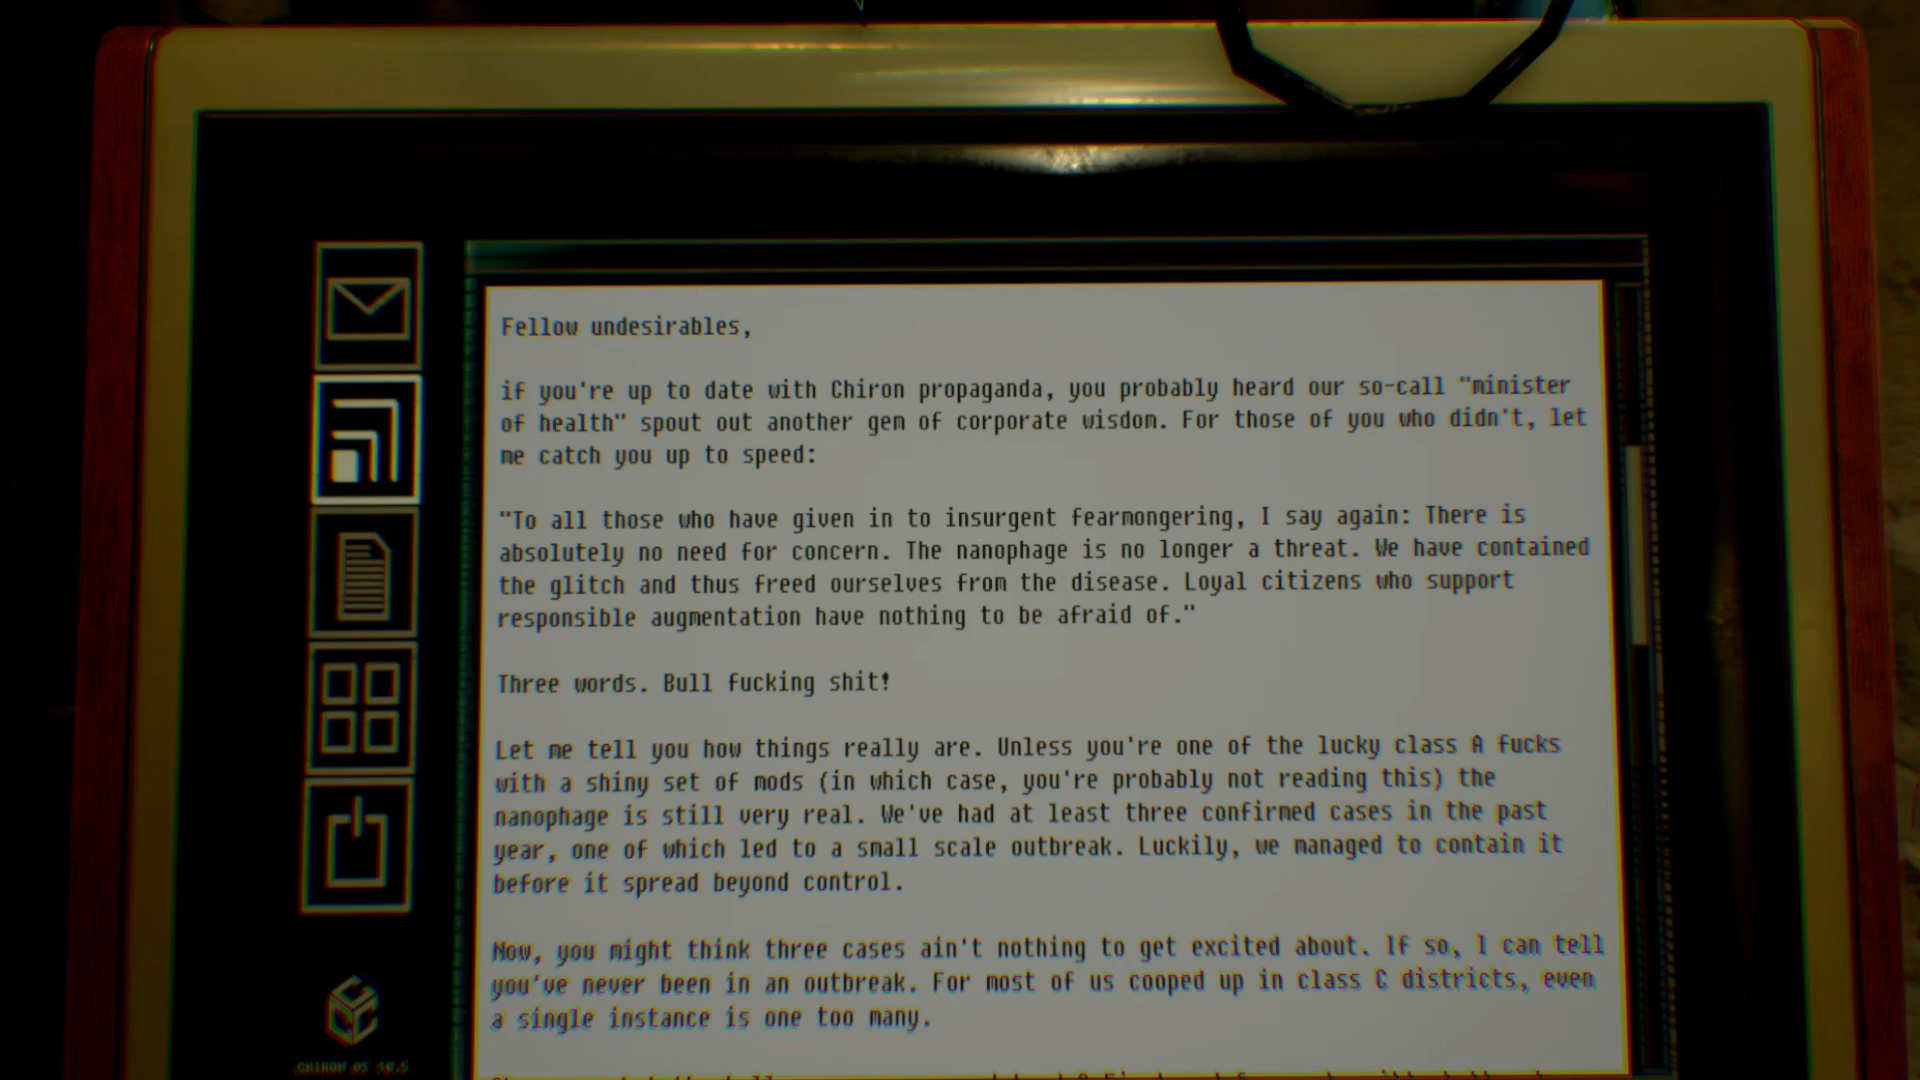 Fellow undesirables,
if you're up to date with Chiron propaganda, you probably heard our so-call "minister
of health" spout out another gem of corporate wisdom. For those of you who didn't, let
me catch you up to speed:
"To all those who have given in to insurgent fearmongering, I say again: There is
absolutely no need for concern. The nanophage is no longer a threat. We have contained
the glitch and thus freed ourselves from the disease. Loyal citizens who support
responsible augmentation have nothing to be afraid of."
Three words. Bull fucking shit!
Let me tell you how things really are. Unless you're one of the lucky class A fucks
with a shiny set of mods (in which case, you're probably not reading this) the
nanophage is still very real. We've had at least three confirmed cases in the past
year, one of which led to a small scale outbreak. Luckily, we managed to contain it
before it spread beyond control.
Now, you might think three cases ain't nothing to get excited about. If so, I can tell
you've never been in an outbreak. For most of us cooped up in class C districts, even
a single instance is one too many.
CHIRON OS 10.5